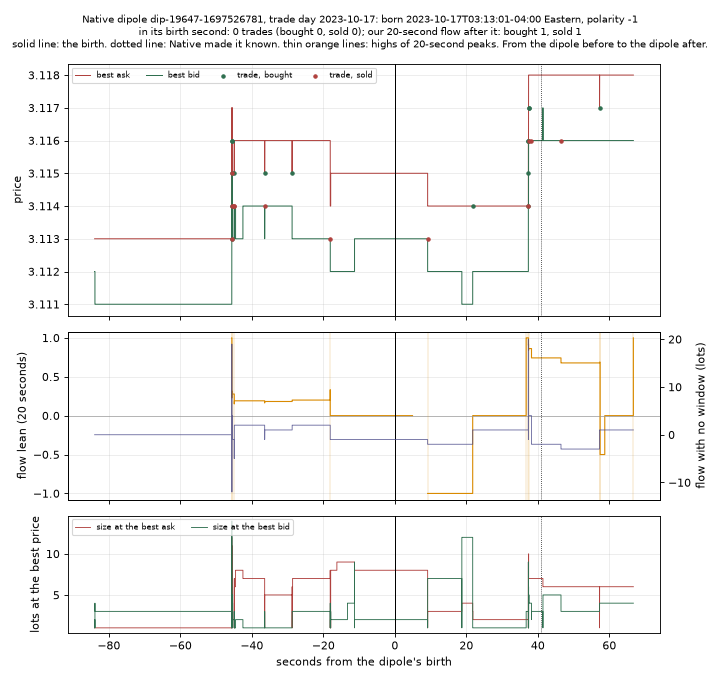 Native dipole dip-19647-1697526781, trade day 2023-10-17: born 2023-10-17T03:13:01-04:00 Eastern, polarity -1
in its birth second: 0 trades (bought 0, sold 0); our 20-second flow after it: bought 1, sold 1
solid line: the birth. dotted line: Native made it known. thin orange lines: highs of 20-second peaks. From the dipole before to the dipole after.
best ask
best bid
trade, bought
trade, sold
3.118
3.117
3.116
3.115
3.114
3.113
3.112
3.111
price
1.0
0.5
0.0
−0.5
−1.0
flow lean (20 seconds)
20
10
0
−10
flow with no window (lots)
size at the best ask
size at the best bid
10
5
lots at the best price
−80
−60
−40
−20
0
20
40
60
seconds from the dipole's birth